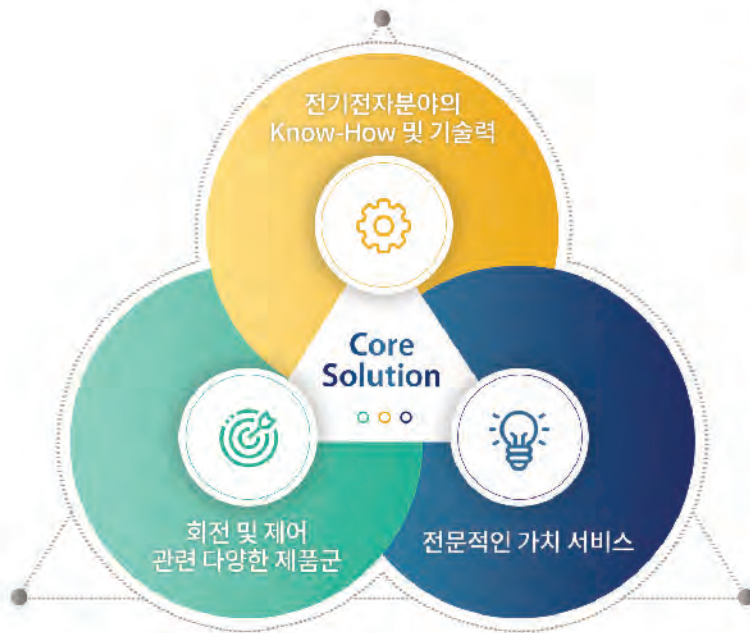 전기전자분야의
Know-How 및 기술력
Core
Solution
회전 및 제어
관련 다양한 제품군
전문적인 가치 서비스